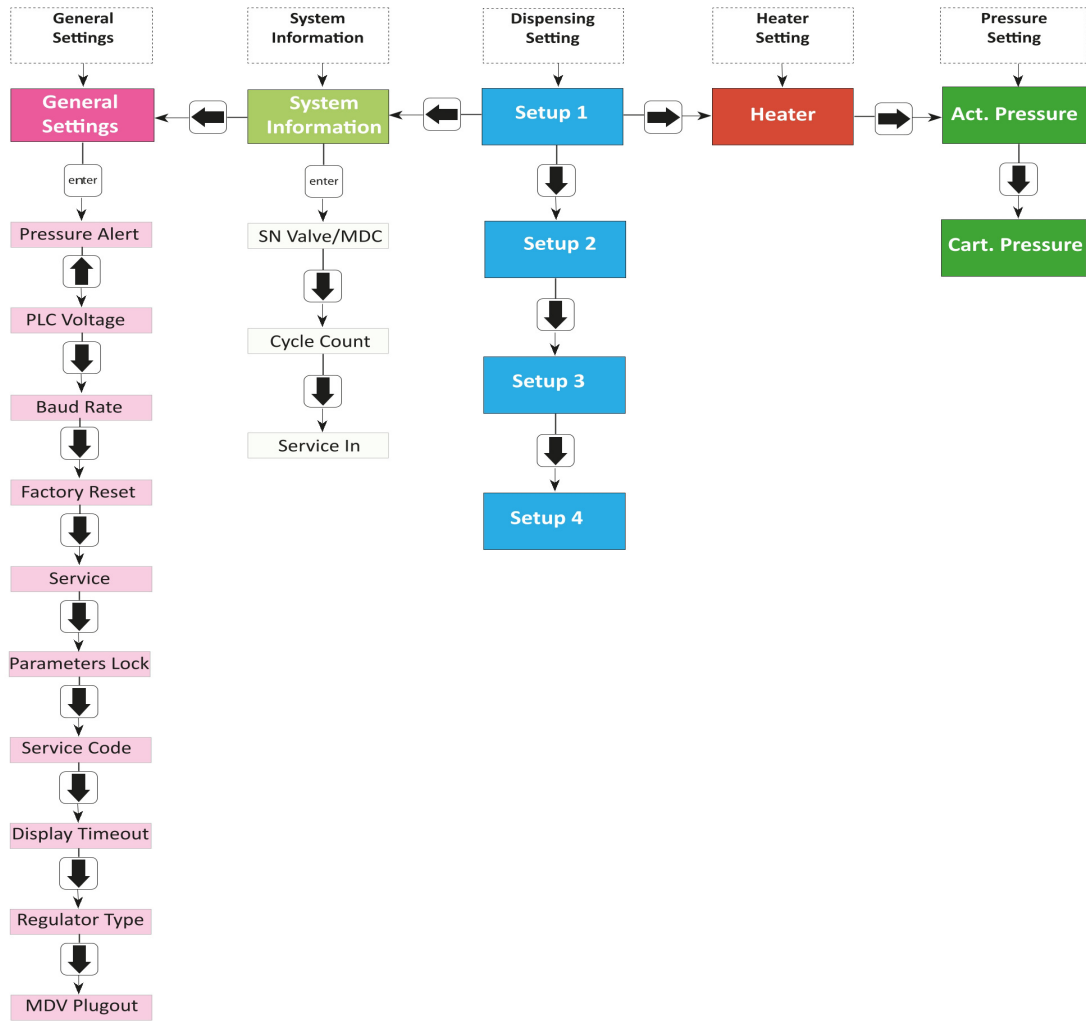 General
Settings
System
Information
Dispensing
Setting
Heater
Setting
Pressure
Setting
General
Settings
System
Information
Setup 1
Heater
Act. Pressure
enter
enter
Pressure Alert
SN Valve/MDC
Setup 2
Cart. Pressure
PLC Voltage
Cycle Count
Setup 3
Baud Rate
Service In
Factory Reset
Setup 4
Service
Parameters Lock
Service Code
Display Timeout
Regulator Type
MDV Plugout